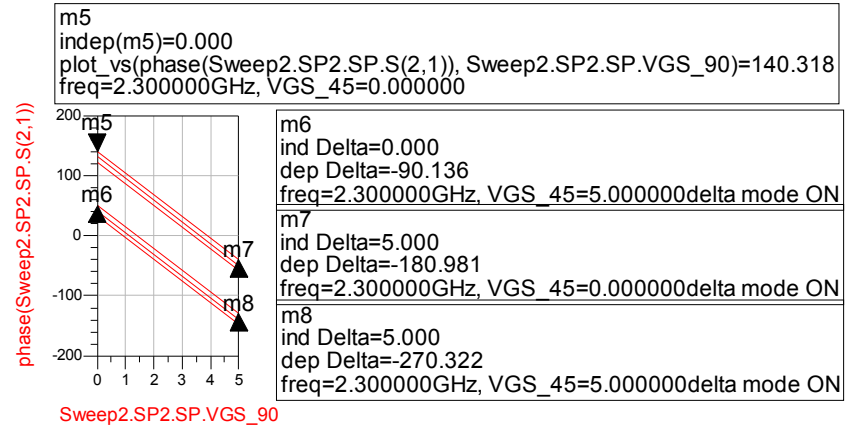 m5
indep(m5)=0.000
plot_vs(phase(Sweep2.SP2.SP.S(2,1)), Sweep2.SP2.SP.VGS_90)=140.318
freq=2.300000GHz, VGS_45=0.000000
phase(Sweep2.SP2.SP.S(2,1))
200
100
0
-100
-200
m5
m6
m7
m8
0 1 2 3 4 5
Sweep2.SP2.SP.VGS_90
m6
ind Delta=0.000
dep Delta=-90.136
freq=2.300000GHz, VGS_45=5.000000delta mode ON
m7
ind Delta=5.000
dep Delta=-180.981
freq=2.300000GHz, VGS_45=0.000000delta mode ON
m8
ind Delta=5.000
dep Delta=-270.322
freq=2.300000GHz, VGS_45=5.000000delta mode ON